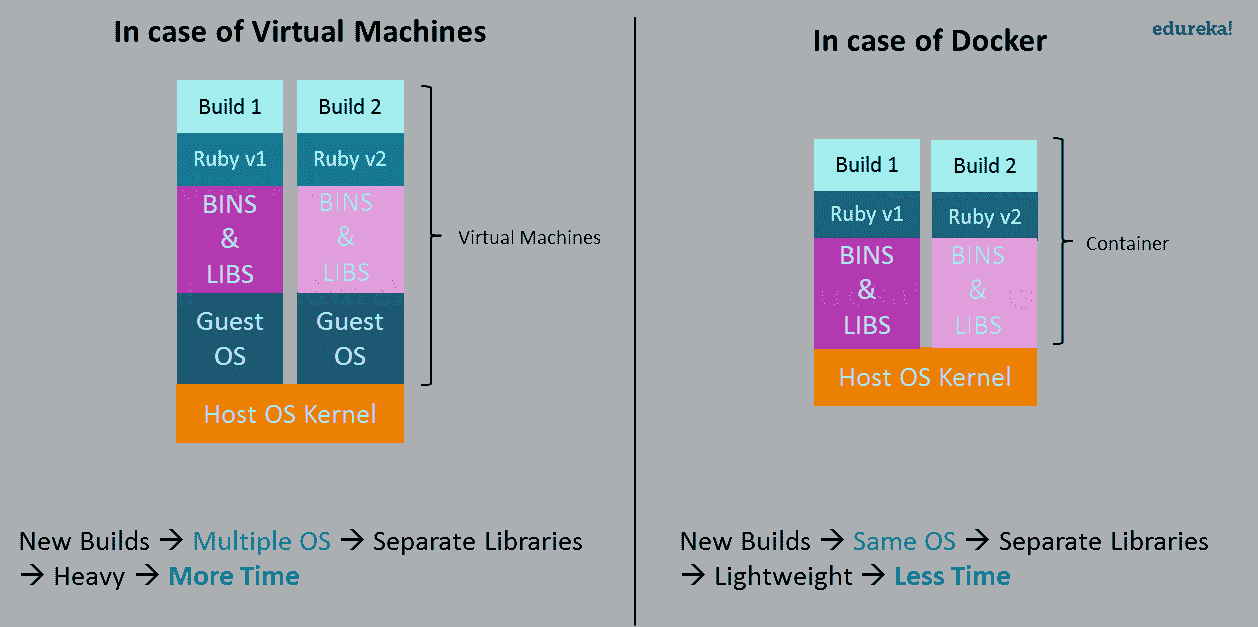 In case of Virtual Machines
Build 1
Build 2
Ruby v1
Ruby v2
BINS
&
LIBS
BINS
&
LIBS
Guest
OS
Guest
OS
Host OS Kernel
Virtual Machines
New Builds → Multiple OS → Separate Libraries
→ Heavy → More Time
In case of Docker
edureka!
Build 1
Build 2
Ruby v1
Ruby v2
BINS
&
LIBS
BINS
&
LIBS
Host OS Kernel
Container
New Builds → Same OS → Separate Libraries
→ Lightweight → Less Time